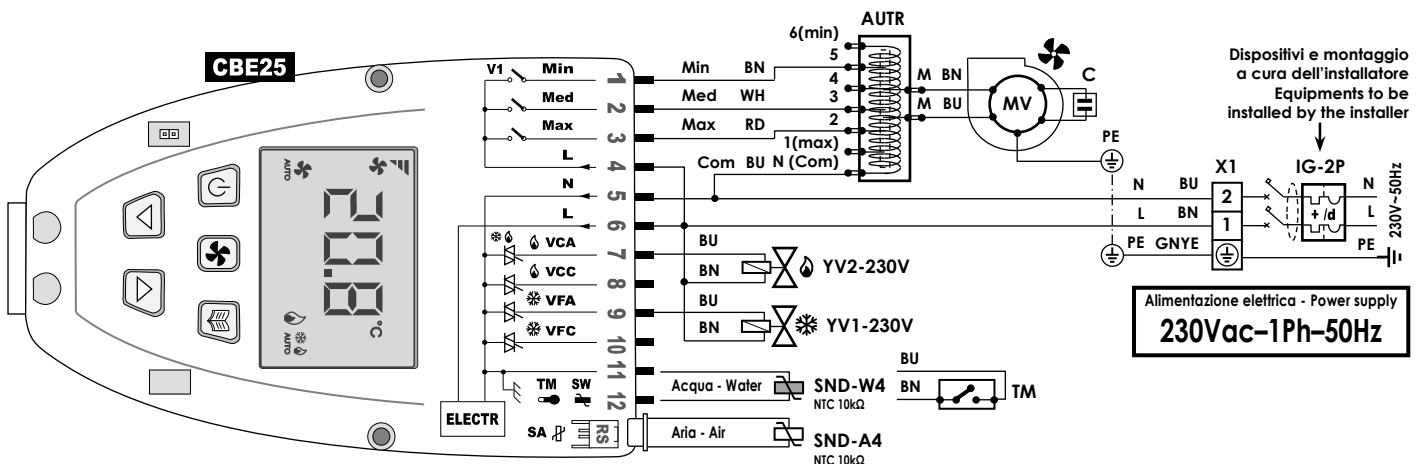 AUTR
6(min)
5
4
3
2
1(max)
N (Com)
M BN
M BU
MV
C
CBE25
V1 Min 1 Min BN
Med 2 Med WH
Max 3 Max RD
L 4 Com BU
N 5
L 6
VCA 7 BU
BN
YV2-230V
VCC 8
VFA 9 BU
BN
YV1-230V
VFC 10
11
TM SW 12
Acqua - Water
SND-W4
NTC 10kΩ
BU
BN
TM
ELECTR
SA RS
Aria - Air
SND-A4
NTC 10kΩ
AUTO
20.8
°C
AUTO
Dispositivi e montaggio
a cura dell'installatore
Equipments to be
installed by the installer
PE
X1 IG-2P
N BU 2 N
L BN 1 L
+ /d
PE GNYE PE
230V~50Hz
Alimentazione elettrica - Power supply
230Vac–1Ph–50Hz